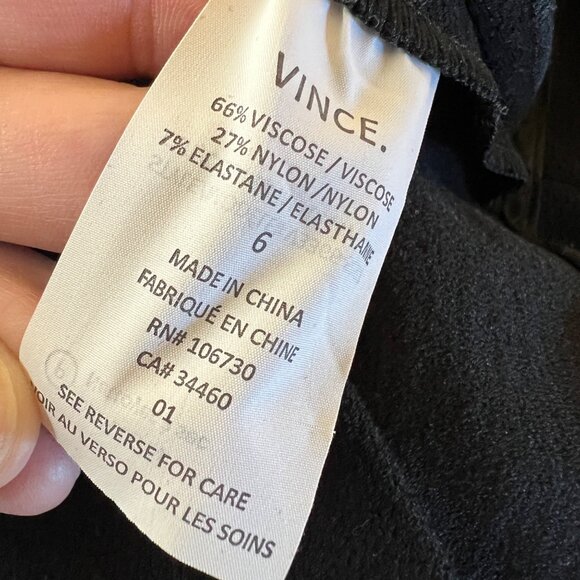 VINCE.
66% VISCOSE / VISCOSE
27% NYLON/NYLON
7% ELASTANE / ELASTHANE
6
MADE IN CHINA
FABRIQUÉ EN CHINE
RN# 106730
CA# 34460
01
SEE REVERSE FOR CARE
VOIR AU VERSO POUR LES SOINS